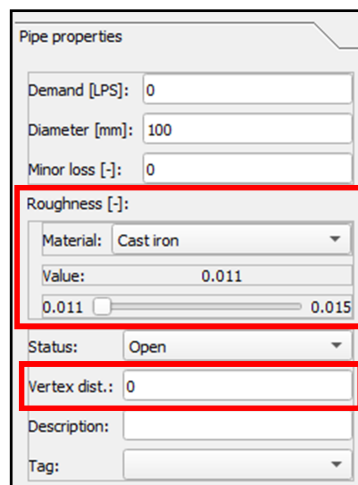 Pipe properties
Demand [LPS]: 0
Diameter [mm]: 100
Minor loss [-]: 0
Roughness [-]:
Material: Cast iron
Value: 0.011
0.011 0.015
Status: Open
Vertex dist.: 0
Description:
Tag: